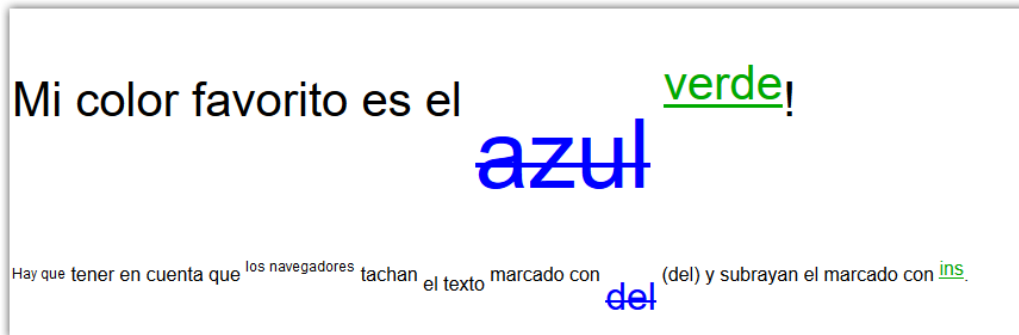 Mi color favorito es el azul verde!
Hay que tener en cuenta que los navegadores tachan el texto marcado con del (del) y subrayan el marcado con ins.